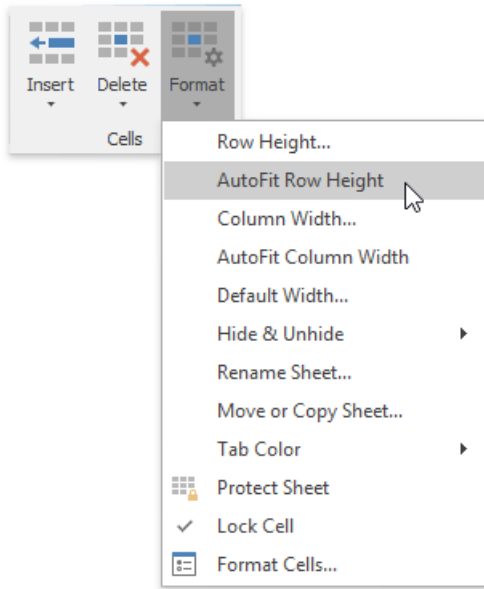 Insert Delete Format
Cells
Row Height...
AutoFit Row Height
Column Width...
AutoFit Column Width
Default Width...
Hide & Unhide
Rename Sheet...
Move or Copy Sheet...
Tab Color
Protect Sheet
Lock Cell
Format Cells...